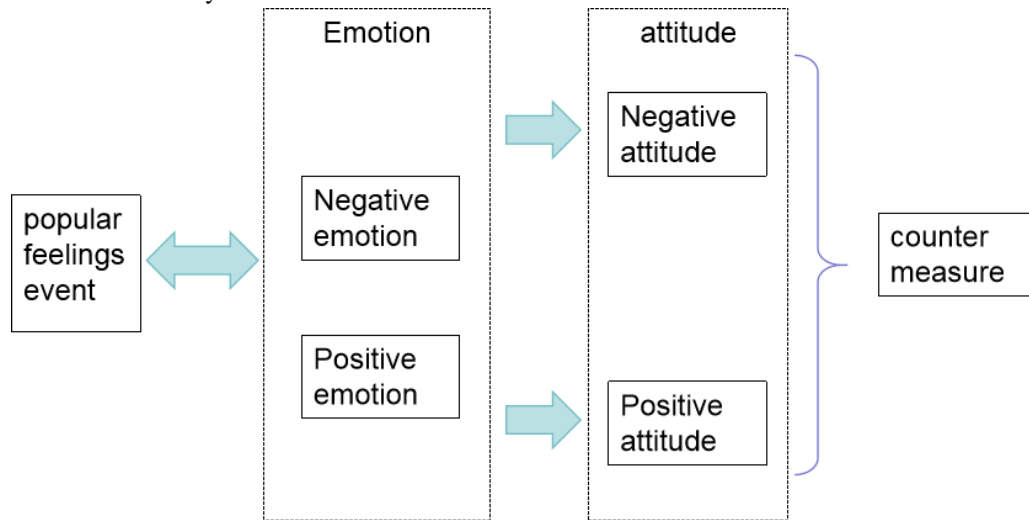 Emotion
attitude
Negative
attitude
Negative
emotion
popular
feelings
event
counter
measure
Positive
emotion
Positive
attitude